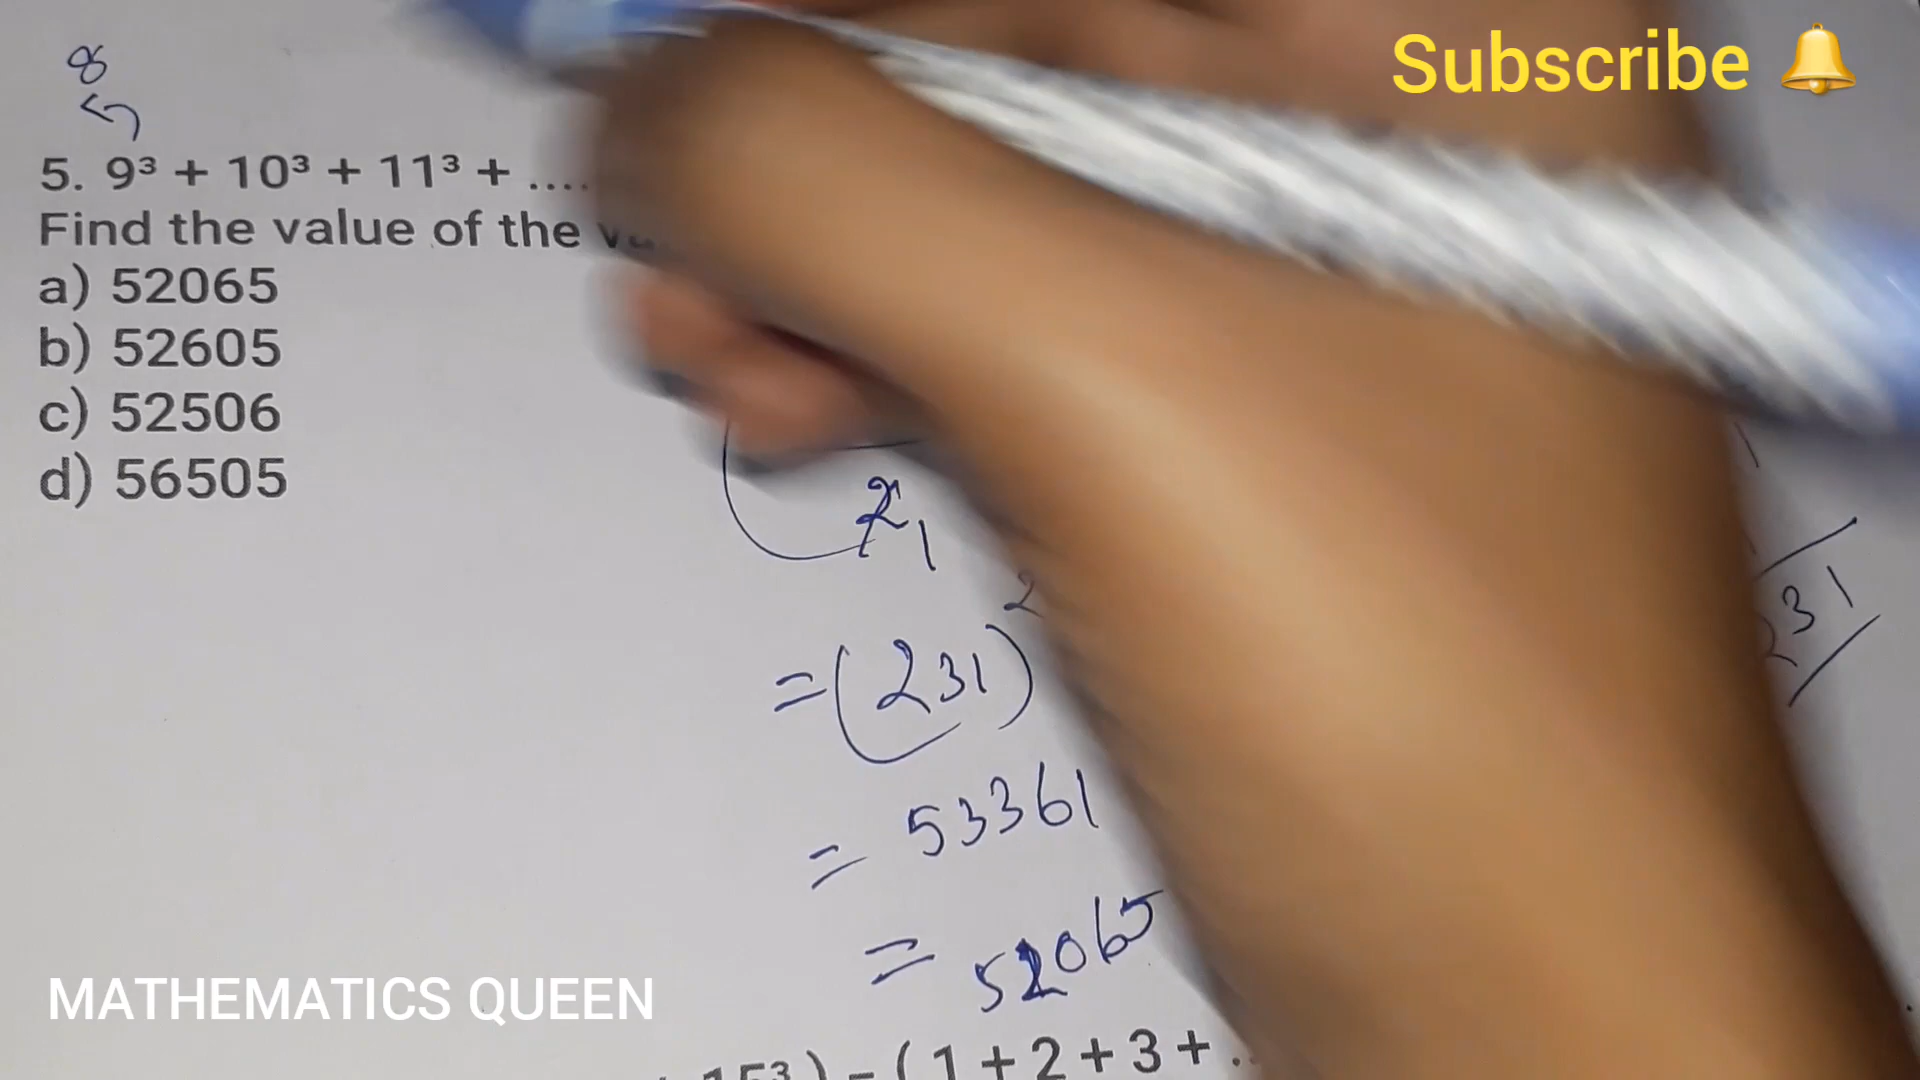 Subscribe 🔔
8
5. 9³ + 10³ + 11³ + ....
Find the value of the
a) 52065
b) 52605
c) 52506
d) 56505
2 1
= (231)²
231
= 53361
= 52065
MATHEMATICS QUEEN
15³) - (1 + 2 + 3 + ..